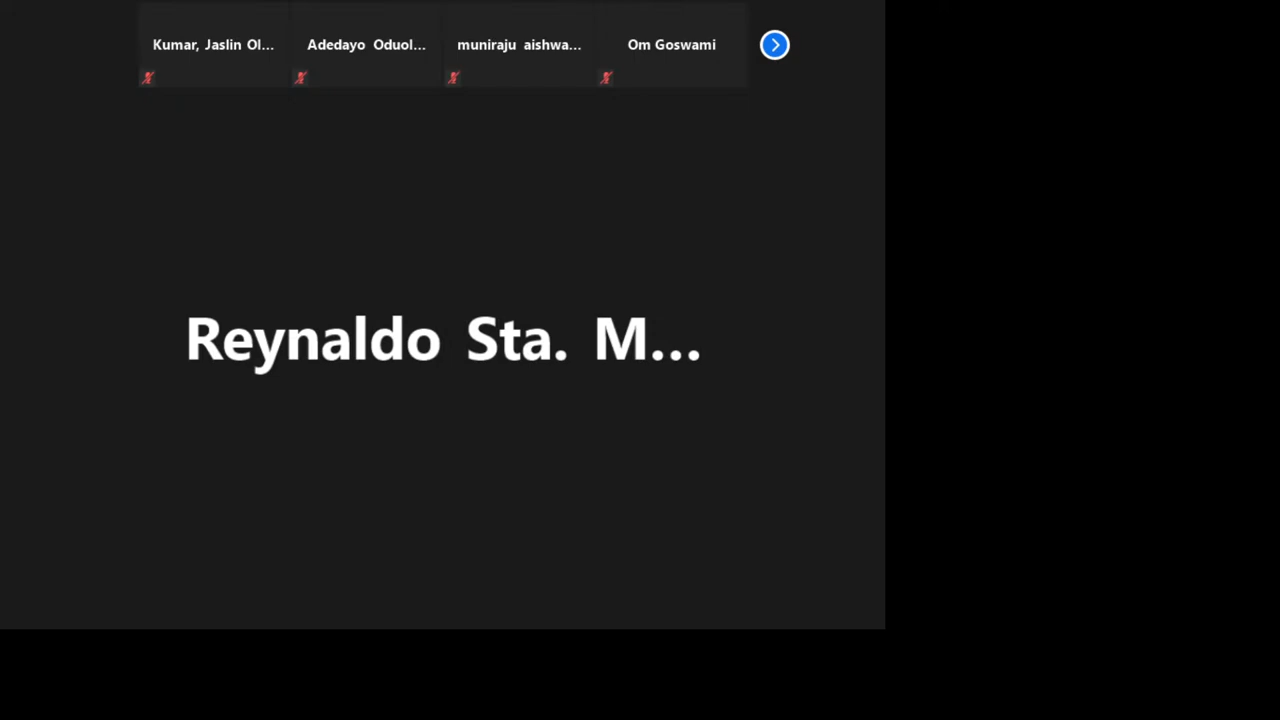 Kumar, Jaslin Ol...
Adedayo Oduol...
muniraju aishwa...
Om Goswami
Reynaldo Sta. M...